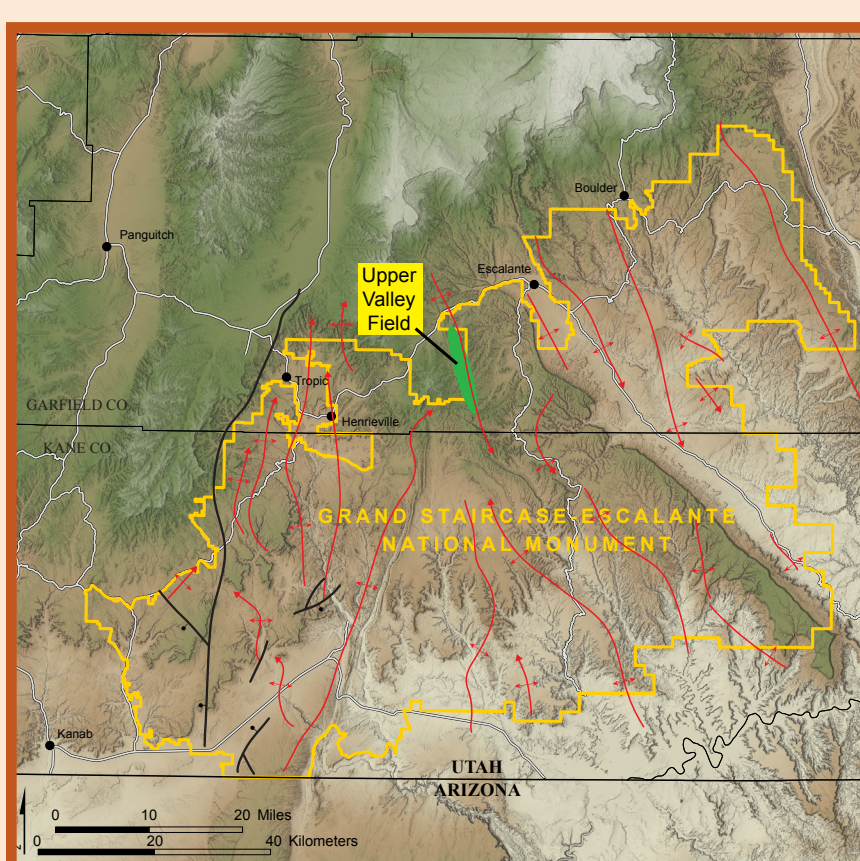 Boulder
Panguitch
Escalante
Upper
Valley
Field
Tropic
GARFIELD CO.
Henrieville
KANE CO.
GRAND STAIRCASE-ESCALANTE
NATIONAL MONUMENT
Kanab
UTAH
ARIZONA
0 10 20 Miles
0 20 40 Kilometers
N